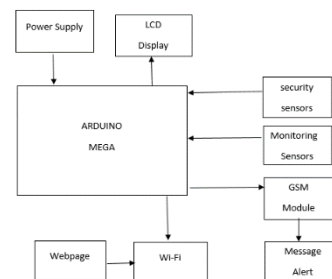 Power Supply
LCD
Display
ARDUINO
MEGA
security
sensors
Monitoring
Sensors
GSM
Module
Webpage
Wi-Fi
Message
Alert